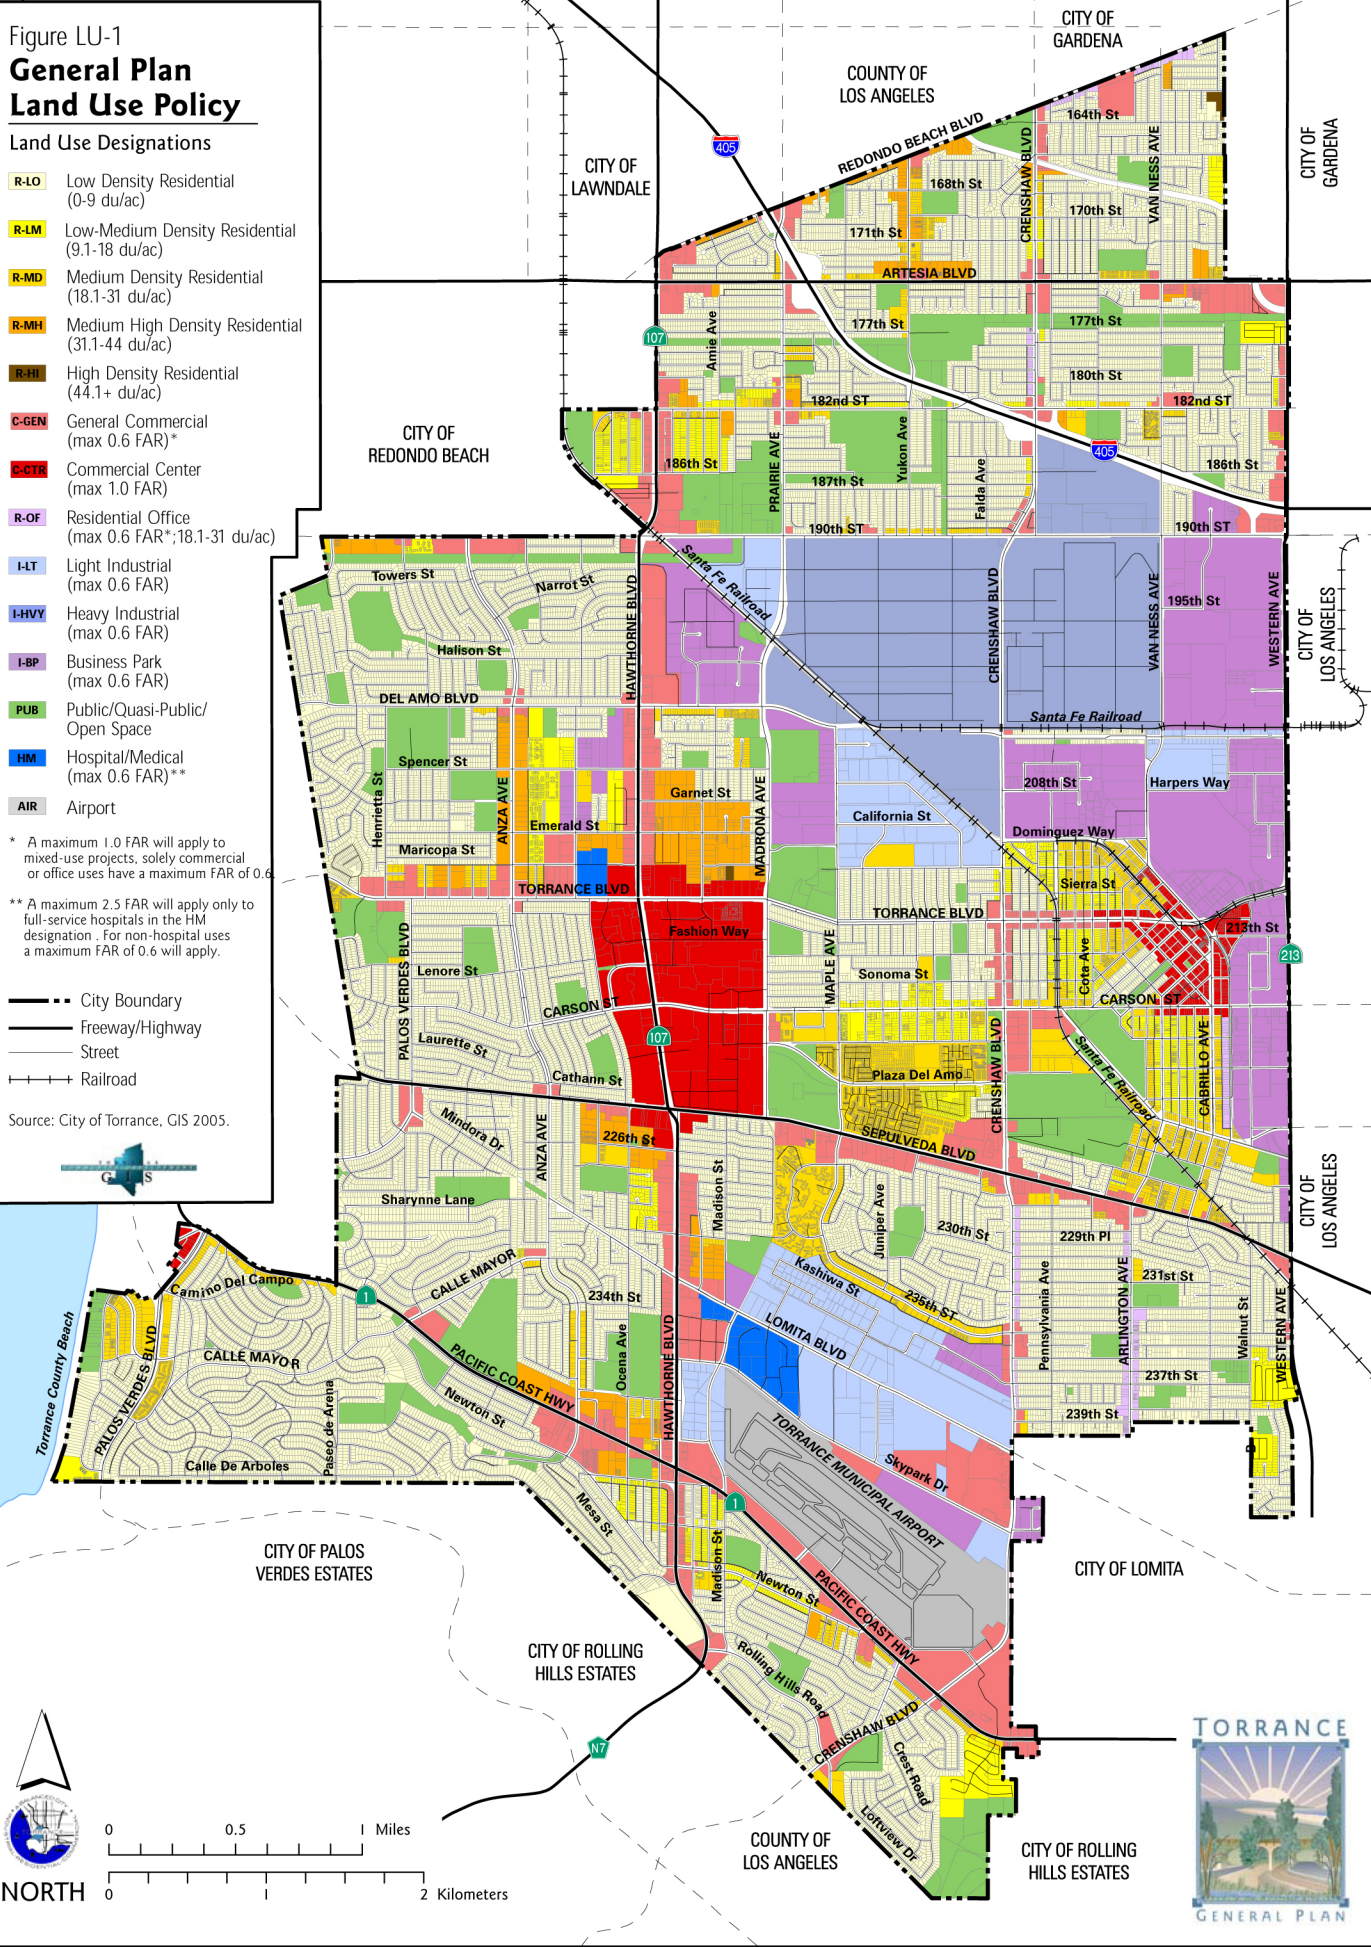 Figure LU-1
General Plan
Land Use Policy
Land Use Designations
R-LO Low Density Residential
(0-9 du/ac)
R-LM Low-Medium Density Residential
(9.1-18 du/ac)
R-MD Medium Density Residential
(18.1-31 du/ac)
R-MH Medium High Density Residential
(31.1-44 du/ac)
R-HI High Density Residential
(44.1+ du/ac)
C-GEN General Commercial
(max 0.6 FAR)*
C-CTR Commercial Center
(max 1.0 FAR)
R-OF Residential Office
(max 0.6 FAR*;18.1-31 du/ac)
I-LT Light Industrial
(max 0.6 FAR)
I-HVY Heavy Industrial
(max 0.6 FAR)
I-BP Business Park
(max 0.6 FAR)
PUB Public/Quasi-Public/
Open Space
HM Hospital/Medical
(max 0.6 FAR)**
AIR Airport
* A maximum 1.0 FAR will apply to
mixed-use projects, solely commercial
or office uses have a maximum FAR of 0.6.
** A maximum 2.5 FAR will apply only to
full-service hospitals in the HM
designation . For non-hospital uses
a maximum FAR of 0.6 will apply.
City Boundary
Freeway/Highway
Street
Railroad
Source: City of Torrance, GIS 2005.
G I S
CITY OF
GARDENA
COUNTY OF
LOS ANGELES
CITY OF
LAWNDALE
405
REDONDO BEACH BLVD
164th St
CITY OF
GARDENA
168th St
CRENSHAW BLVD
VAN NESS AVE
170th St
171th St
ARTESIA BLVD
107
Amie Ave
177th St
177th St
180th St
182nd ST
182nd ST
CITY OF
REDONDO BEACH
PRAIRIE AVE
Yukon Ave
405
186th St
186th St
187th St
Falda Ave
190th ST
190th ST
Santa Fe Railroad
Towers St
Narrot St
HAWTHORNE BLVD
CRENSHAW BLVD
VAN NESS AVE
195th St
WESTERN AVE
CITY OF
LOS ANGELES
Halison St
DEL AMO BLVD
Santa Fe Railroad
Spencer St
Henrietta St
ANZA AVE
Garnet St
MADRONA AVE
208th St
Harpers Way
Emerald St
California St
Dominguez Way
Maricopa St
TORRANCE BLVD
Sierra St
TORRANCE BLVD
Fashion Way
213th St
213
PALOS VERDES BLVD
Lenore St
MAPLE AVE
Sonoma St
Cota Ave
CARSON ST
CARSON ST
Laurette St
107
CRENSHAW BLVD
Santa Fe Railroad
CABRILLO AVE
Cathann St
Plaza Del Amo
Mindora Dr
ANZA AVE
226th St
SEPULVEDA BLVD
Madison St
Sharynne Lane
Juniper Ave
230th St
229th Pl
CITY OF
LOS ANGELES
Camino Del Campo
CALLE MAYOR
1
234th St
Kashiwa St
235th ST
231st St
Pennsylvania Ave
ARLINGTON AVE
Walnut St
WESTERN AVE
Torrance County Beach
PALOS VERDES BLVD
CALLE MAYOR
PACIFIC COAST HWY
Ocena Ave
HAWTHORNE BLVD
LOMITA BLVD
237th St
Newton St
Paseo de Arena
239th St
Calle De Arboles
TORRANCE MUNICIPAL AIRPORT
Skypark Dr
Mesa St
1
CITY OF PALOS
VERDES ESTATES
Madison St
Newton St
PACIFIC COAST HWY
CITY OF LOMITA
CITY OF ROLLING
HILLS ESTATES
Rolling Hills Road
CRENSHAW BLVD
Crest Road
N7
Loftview Dr
COUNTY OF
LOS ANGELES
CITY OF ROLLING
HILLS ESTATES
NORTH
0 0.5 1 Miles
0 1 2 Kilometers
TORRANCE
GENERAL PLAN